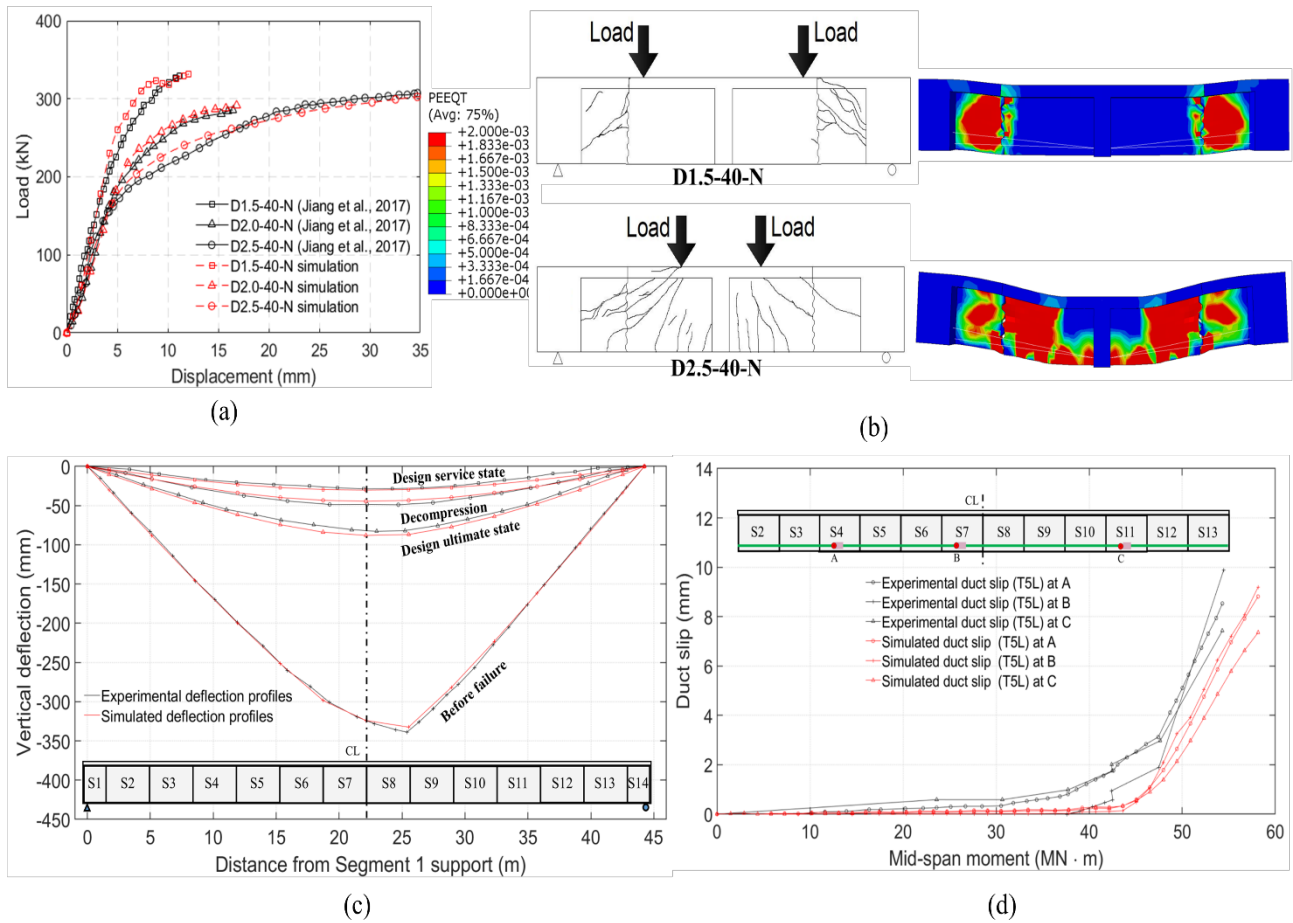 400
300
200
100
0
Load (kN)
0 5 10 15 20 25 30 35
Displacement (mm)
D1.5-40-N (Jiang et al., 2017)
D2.0-40-N (Jiang et al., 2017)
D2.5-40-N (Jiang et al., 2017)
D1.5-40-N simulation
D2.0-40-N simulation
D2.5-40-N simulation
(a)
PEEQT
(Avg: 75%)
+2.000e-03
+1.833e-03
+1.667e-03
+1.500e-03
+1.333e-03
+1.167e-03
+1.000e-03
+8.333e-04
+6.667e-04
+5.000e-04
+3.333e-04
+1.667e-04
+0.000e+00
Load Load
D1.5-40-N
Load Load
D2.5-40-N
(b)
0
-50
-100
-150
-200
-250
-300
-350
-400
-450
Vertical deflection (mm)
Design service state
Decompression
Design ultimate state
Before failure
Experimental deflection profiles
Simulated deflection profiles
CL
S1 S2 S3 S4 S5 S6 S7 S8 S9 S10 S11 S12 S13 S14
0 5 10 15 20 25 30 35 40 45
Distance from Segment 1 support (m)
(c)
14
12
10
8
6
4
2
0
Duct slip (mm)
CL
S2 S3 S4 S5 S6 S7 S8 S9 S10 S11 S12 S13
A B C
Experimental duct slip (T5L) at A
Experimental duct slip (T5L) at B
Experimental duct slip (T5L) at C
Simulated duct slip (T5L) at A
Simulated duct slip (T5L) at B
Simulated duct slip (T5L) at C
0 10 20 30 40 50 60
Mid-span moment (MN · m)
(d)